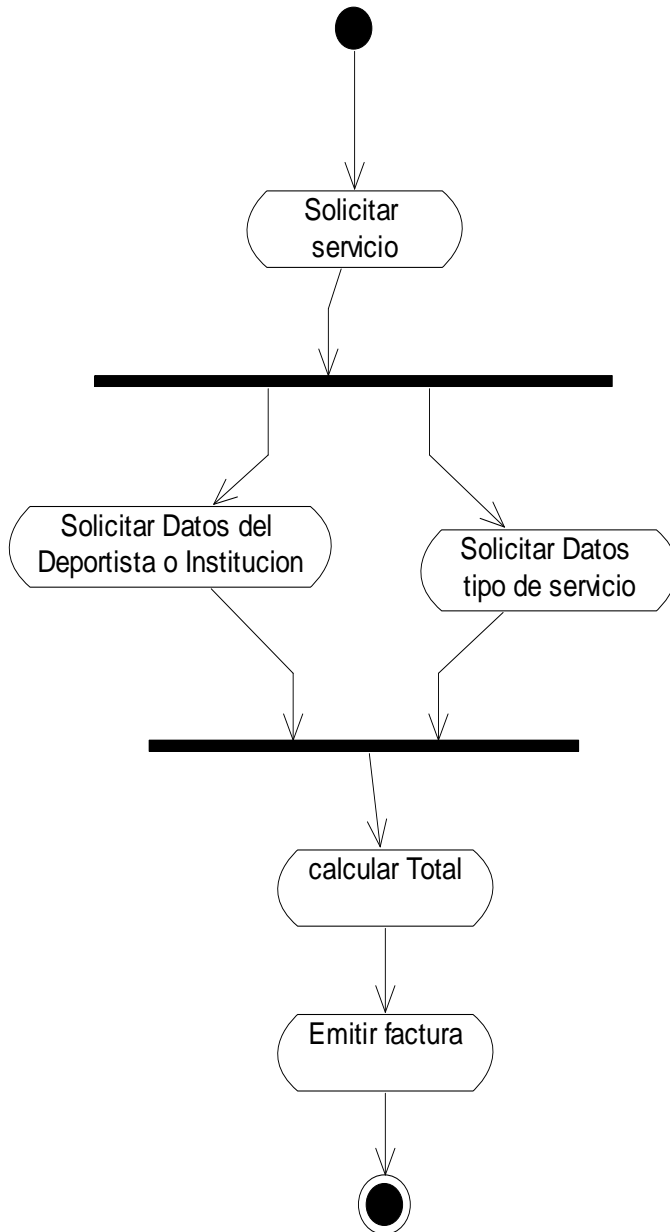 Solicitar
servicio
Solicitar Datos del
Deportista o Institucion
Solicitar Datos
tipo de servicio
calcular Total
Emitir factura